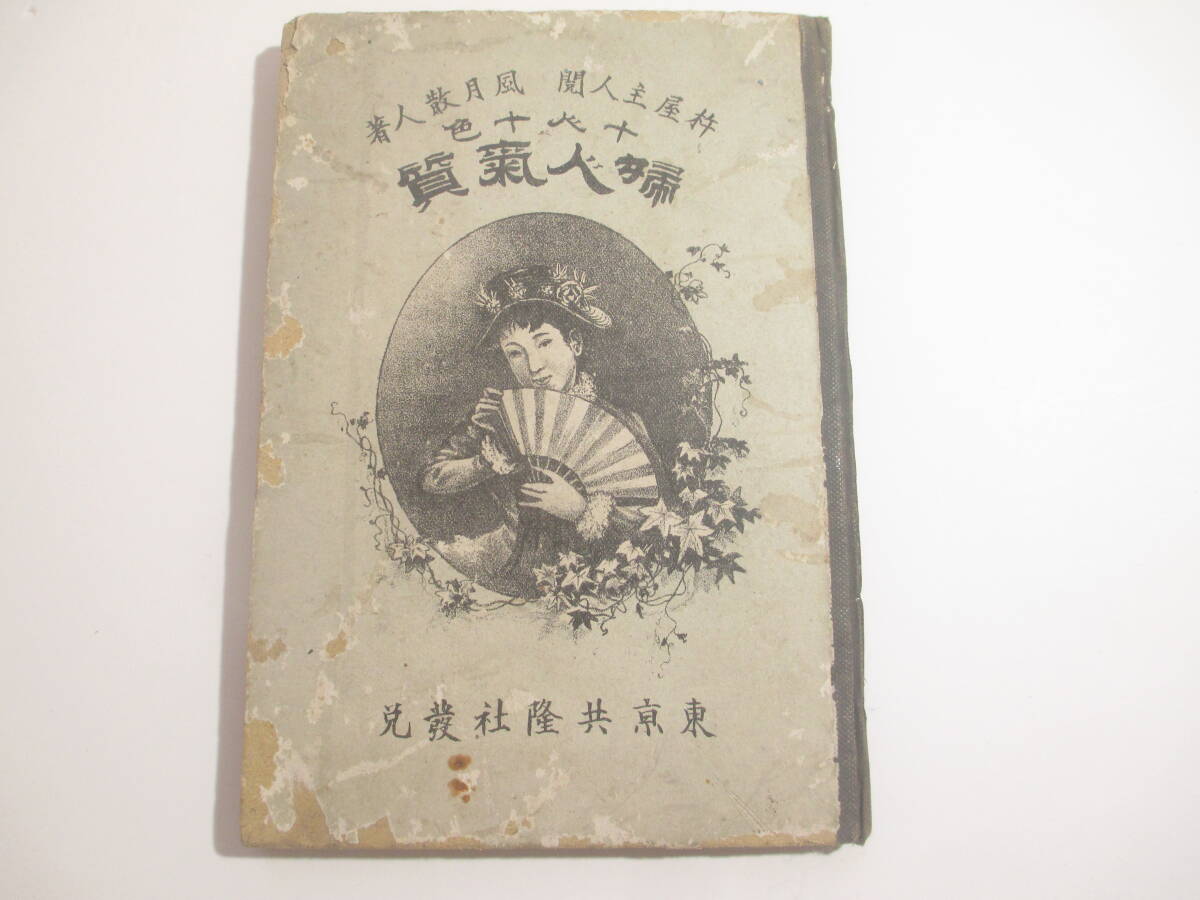 杵屋主人閲 風月散人著
十人十色
婦人氣質
東京共隆社發兌